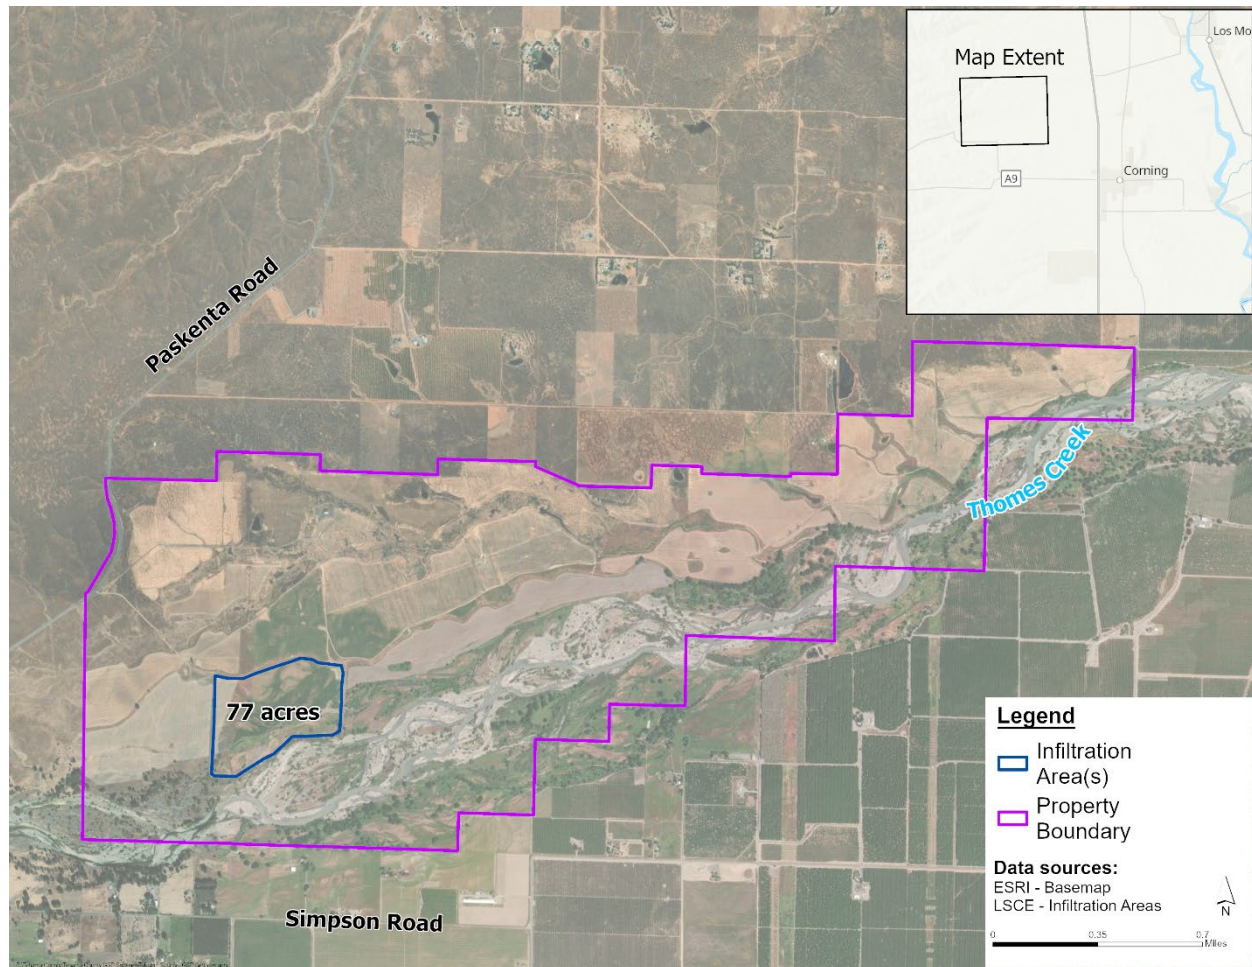 Los Mo
Map Extent
Corning
A9
Paskenta Road
Thomes Creek
77 acres
Simpson Road
Legend
Infiltration
Area(s)
Property
Boundary
Data sources:
ESRI - Basemap
LSCE - Infiltration Areas
N
0 0.35 0.7
Miles